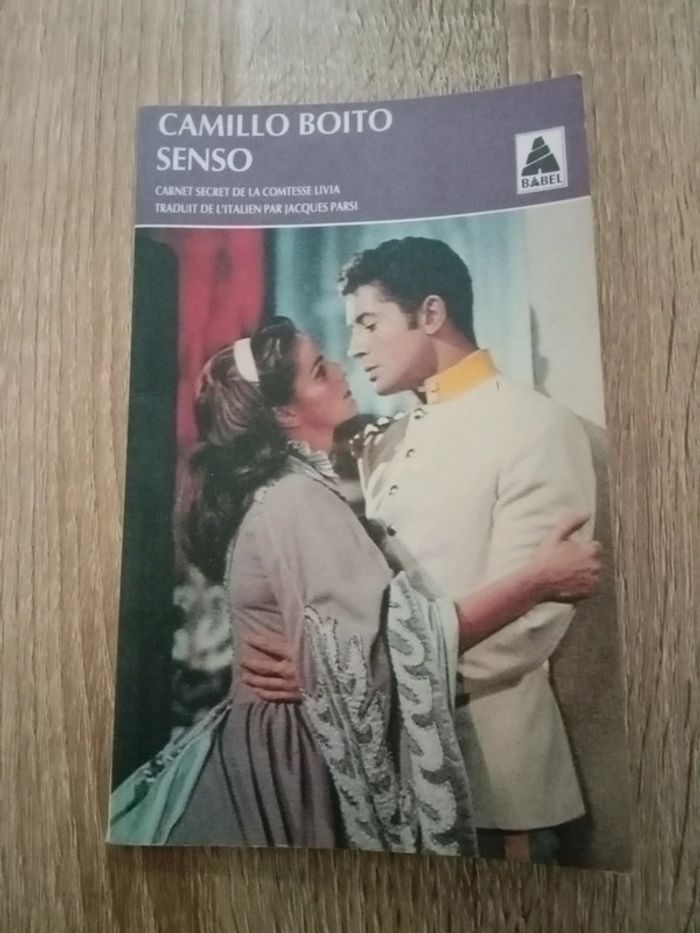 CAMILLO BOITO
SENSO
CARNET SECRET DE LA COMTESSE LIVIA
TRADUIT DE L'ITALIEN PAR JACQUES PARSI
BABEL